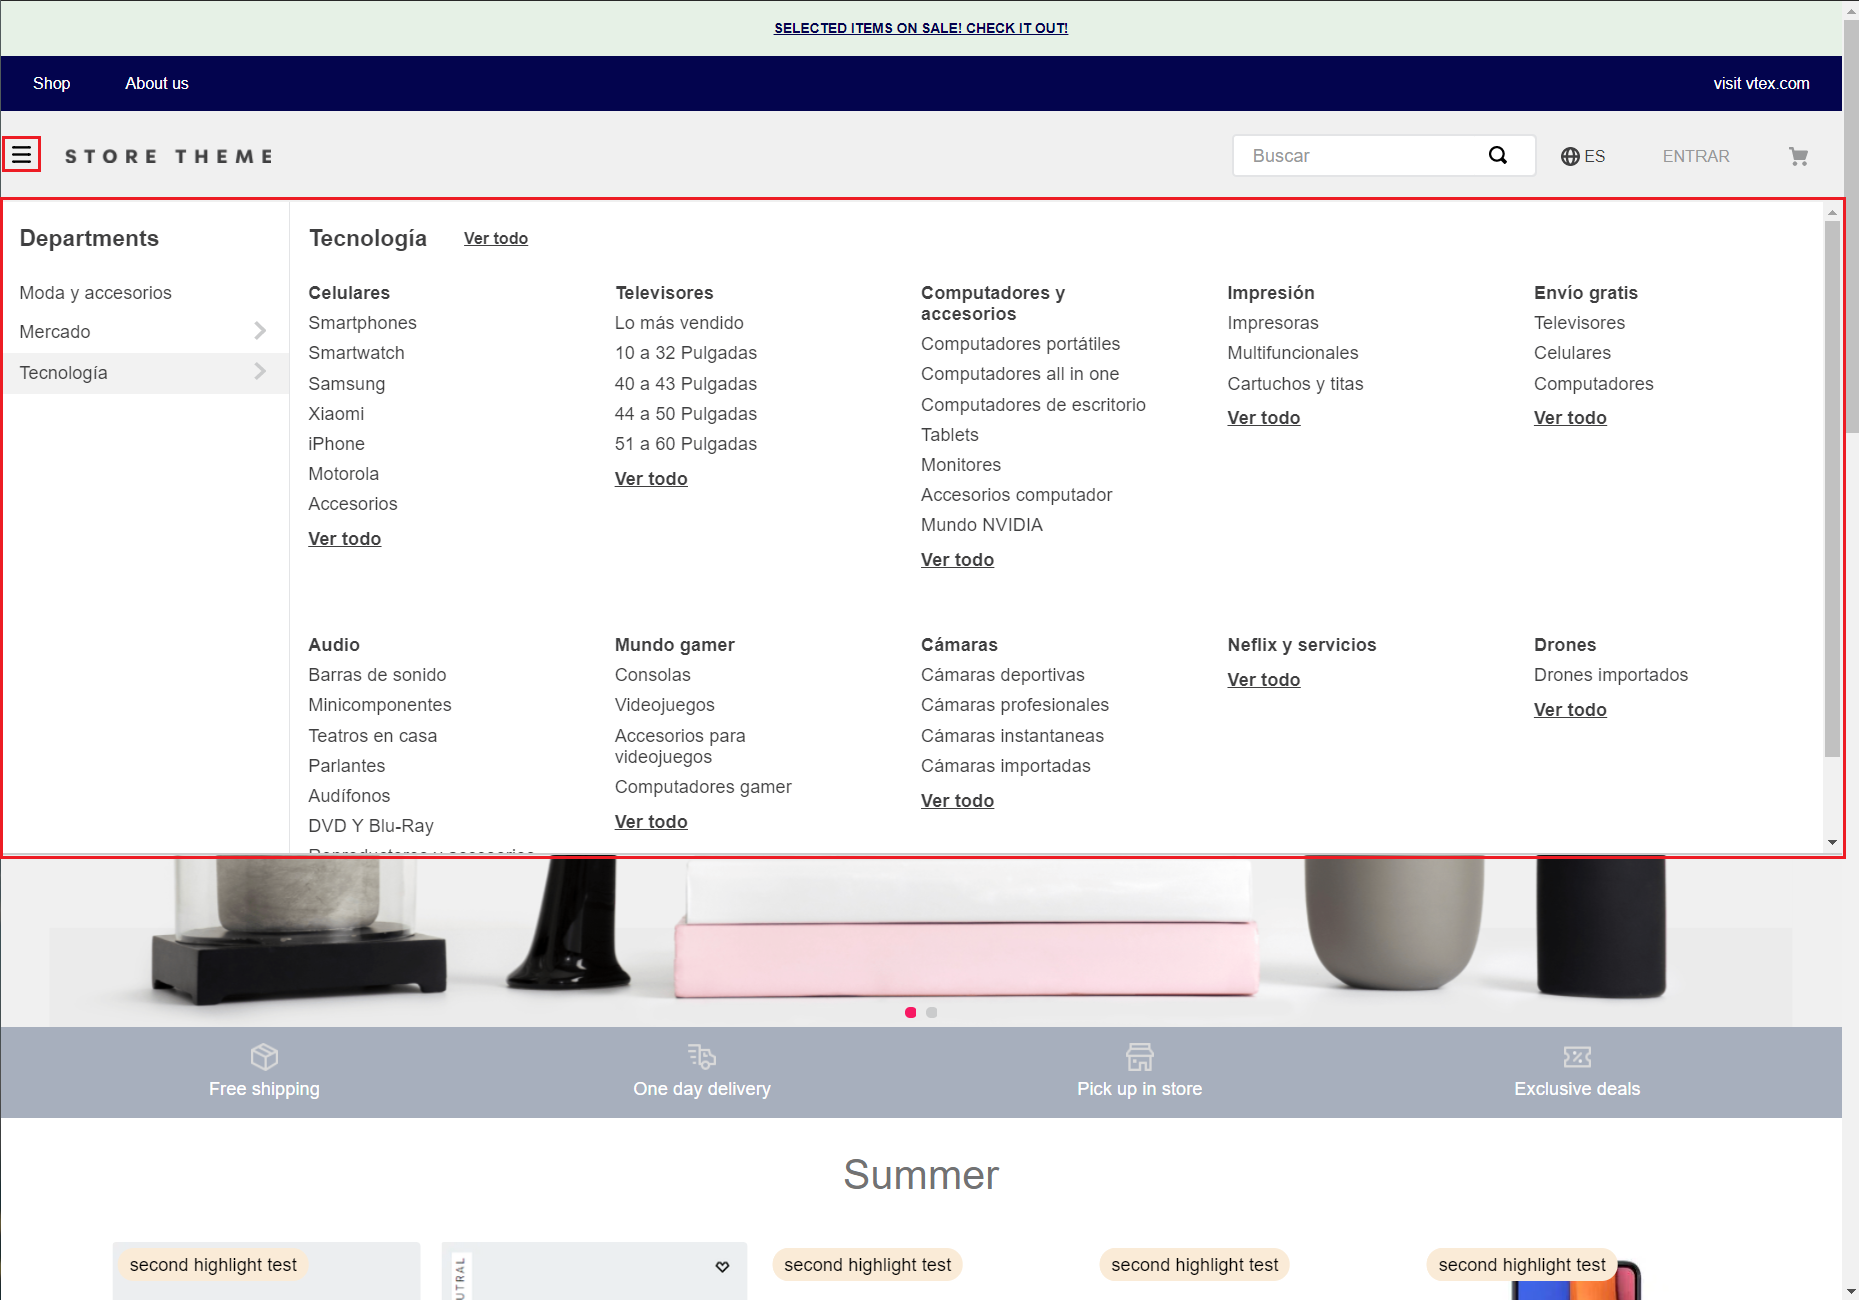 SELECTED ITEMS ON SALE! CHECK IT OUT!
Shop
About us
visit vtex.com
STORE THEME
Buscar
ES
ENTRAR
Departments
Moda y accesorios
Mercado
Tecnología
Tecnología
Ver todo
Celulares
Smartphones
Smartwatch
Samsung
Xiaomi
iPhone
Motorola
Accesorios
Ver todo
Televisores
Lo más vendido
10 a 32 Pulgadas
40 a 43 Pulgadas
44 a 50 Pulgadas
51 a 60 Pulgadas
Ver todo
Computadores y
accesorios
Computadores portátiles
Computadores all in one
Computadores de escritorio
Tablets
Monitores
Accesorios computador
Mundo NVIDIA
Ver todo
Impresión
Impresoras
Multifuncionales
Cartuchos y titas
Ver todo
Envío gratis
Televisores
Celulares
Computadores
Ver todo
Audio
Barras de sonido
Minicomponentes
Teatros en casa
Parlantes
Audífonos
DVD Y Blu-Ray
Mundo gamer
Consolas
Videojuegos
Accesorios para
videojuegos
Computadores gamer
Ver todo
Cámaras
Cámaras deportivas
Cámaras profesionales
Cámaras instantaneas
Cámaras importadas
Ver todo
Neflix y servicios
Ver todo
Drones
Drones importados
Ver todo
Free shipping
One day delivery
Pick up in store
Exclusive deals
Summer
second highlight test
second highlight test
second highlight test
second highlight test